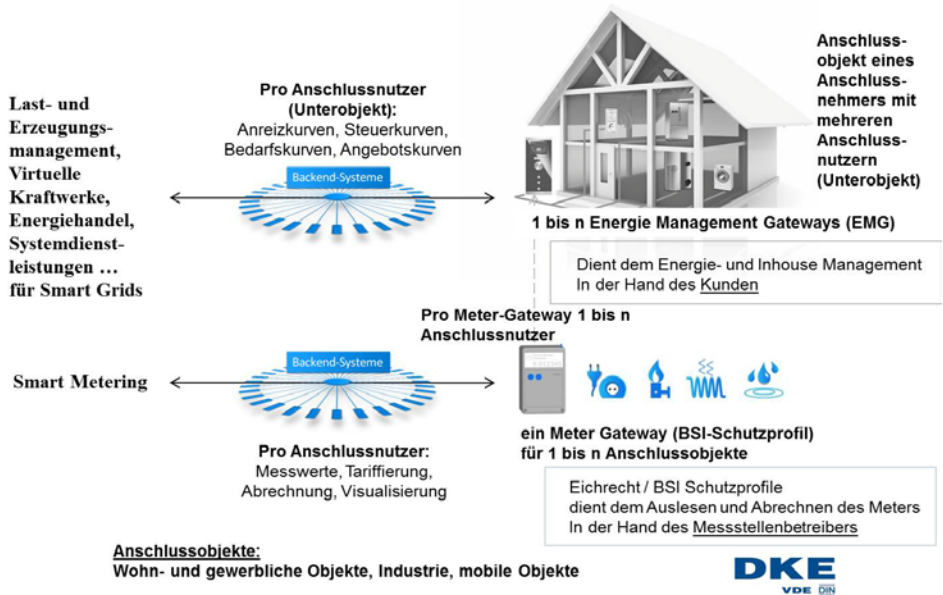 Last- und
Erzeugungs-
management,
Virtuelle
Kraftwerke,
Energiehandel,
Systemdienst-
leistungen …
für Smart Grids
Pro Anschlussnutzer
(Unterobjekt):
Anreizkurven, Steuerkurven,
Bedarfskurven, Angebotskurven
Backend-Systeme
Anschluss-
objekt eines
Anschluss-
nehmers mit
mehreren
Anschluss-
nutzern
(Unterobjekt)
1 bis n Energie Management Gateways (EMG)
Dient dem Energie- und Inhouse Management
In der Hand des Kunden
Pro Meter-Gateway 1 bis n
Anschlussnutzer
Smart Metering
Backend-Systeme
Pro Anschlussnutzer:
Messwerte, Tariffierung,
Abrechnung, Visualisierung
ein Meter Gateway (BSI-Schutzprofil)
für 1 bis n Anschlussobjekte
Eichrecht / BSI Schutzprofile
dient dem Auslesen und Abrechnen des Meters
In der Hand des Messstellenbetreibers
Anschlussobjekte:
Wohn- und gewerbliche Objekte, Industrie, mobile Objekte
DKE
VDE DIN